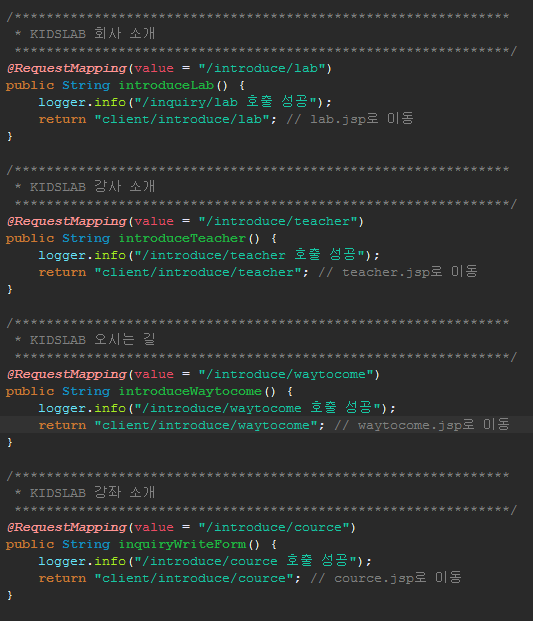 /*************************************************************
 * KIDSLAB 회사 소개
 *************************************************************/
@RequestMapping(value = "/introduce/lab")
public String introduceLab() {
    logger.info("/inquiry/lab 호출 성공");
    return "client/introduce/lab"; // lab.jsp로 이동
}

/*************************************************************
 * KIDSLAB 강사 소개
 *************************************************************/
@RequestMapping(value = "/introduce/teacher")
public String introduceTeacher() {
    logger.info("/introduce/teacher 호출 성공");
    return "client/introduce/teacher"; // teacher.jsp로 이동
}

/*************************************************************
 * KIDSLAB 오시는 길
 *************************************************************/
@RequestMapping(value = "/introduce/waytocome")
public String introduceWaytocome() {
    logger.info("/introduce/waytocome 호출 성공");
    return "client/introduce/waytocome"; // waytocome.jsp로 이동
}

/*************************************************************
 * KIDSLAB 강좌 소개
 *************************************************************/
@RequestMapping(value = "/introduce/cource")
public String inquiryWriteForm() {
    logger.info("/introduce/cource 호출 성공");
    return "client/introduce/cource"; // cource.jsp로 이동
}